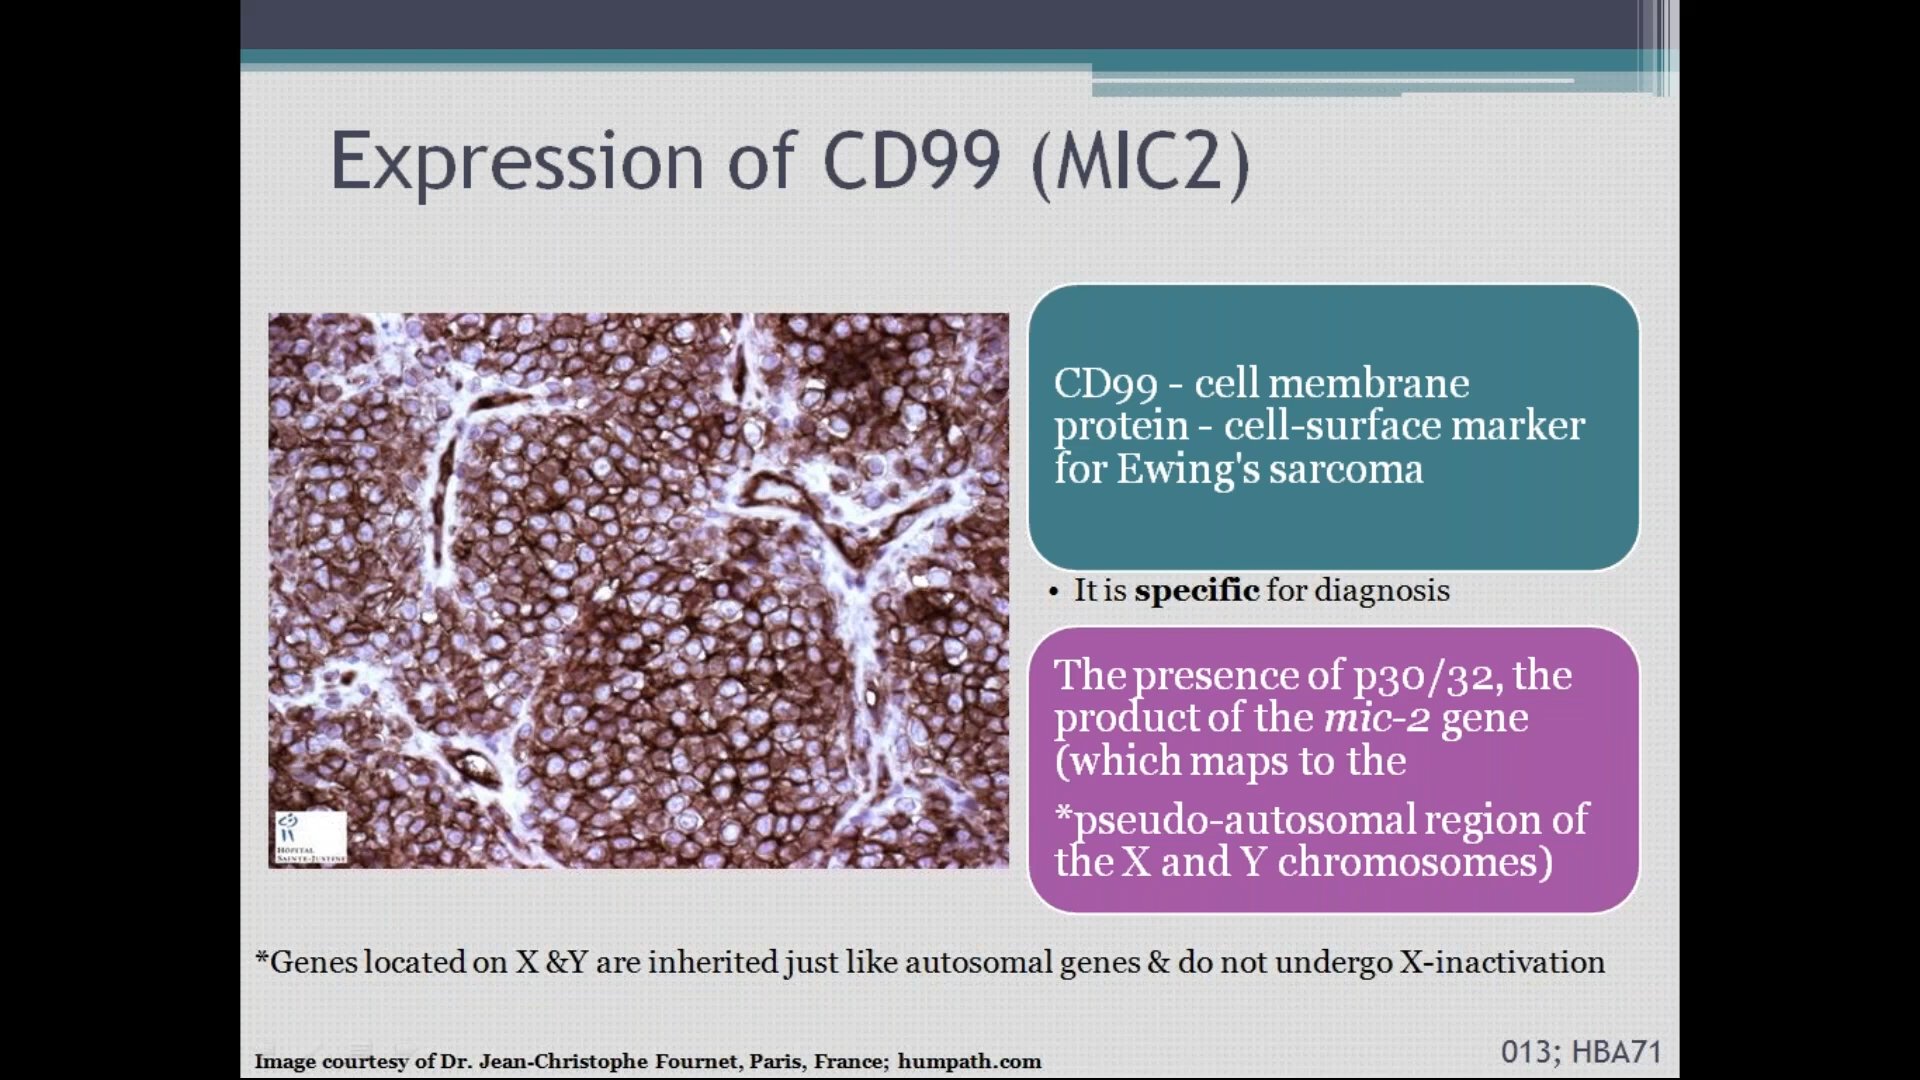 Expression of CD99 (MIC2)
CD99 - cell membrane
protein - cell-surface marker
for Ewing's sarcoma
• It is specific for diagnosis
The presence of p30/32, the
product of the mic-2 gene
(which maps to the
*pseudo-autosomal region of
the X and Y chromosomes)
HOPITAL
SAINTE-JUSTINE
*Genes located on X &Y are inherited just like autosomal genes & do not undergo X-inactivation
Image courtesy of Dr. Jean-Christophe Fournet, Paris, France; humpath.com
013; HBA71